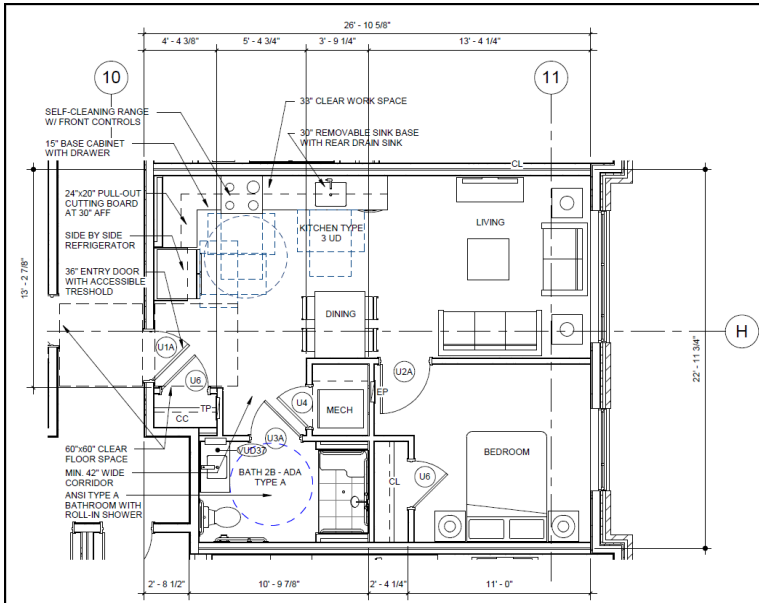 26' - 10 5/8"
4' - 4 3/8"
5' - 4 3/4"
3' - 9 1/4"
13' - 4 1/4"
10
11
SELF-CLEANING RANGE
W/ FRONT CONTROLS
33" CLEAR WORK SPACE
15" BASE CABINET
WITH DRAWER
30" REMOVABLE SINK BASE
WITH REAR DRAIN SINK
CL
24"x20" PULL-OUT
CUTTING BOARD
AT 30" AFF
SIDE BY SIDE
REFRIGERATOR
36" ENTRY DOOR
WITH ACCESSIBLE
TRESHOLD
KITCHEN TYPE
3 UD
LIVING
13' - 2 7/8"
DINING
H
22' - 11 3/4"
U1A
U6
U2A
EP
U4
MECH
TP
CC
U3A
VUD37
60"x60" CLEAR
FLOOR SPACE
MIN. 42" WIDE
CORRIDOR
ANSI TYPE A
BATHROOM WITH
ROLL-IN SHOWER
BATH 2B - ADA
TYPE A
CL
U6
BEDROOM
2' - 8 1/2"
10' - 9 7/8"
2' - 4 1/4"
11' - 0"